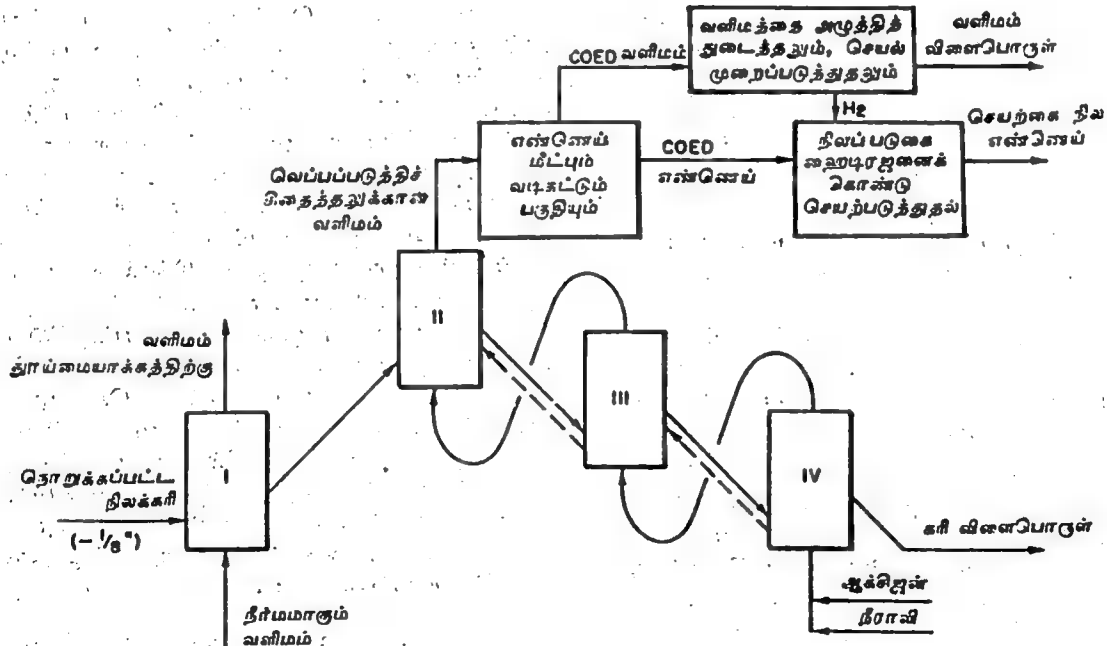 வளிமத்தை அழுத்தித்
துடைத்தலும், செயல்
முறைப்படுத்துதலும்
வளிமம்
விளைபொருள்
COED வளிமம்
H2
செயற்கை நில
எண்ணெய்
எண்ணெய்
மீட்பும்
வடிகட்டும்
பகுதியும்
COED
எண்ணெய்
நிலப்படுகை
ஹைடிரஜனைக்
கொண்டு
செயற்படுத்துதல்
வெப்பப்படுத்திச்
சிதைத்தலுக்கான
வளிமம்
II
வளிமம்
தூய்மையாக்கத்திற்கு
III
I
நொறுக்கப்பட்ட
நிலக்கரி
(- 1/8")
IV
கரி விளைபொருள்
ஆக்சிஜன்
நீராவி
நீர்மமாகும்
வளிமம்